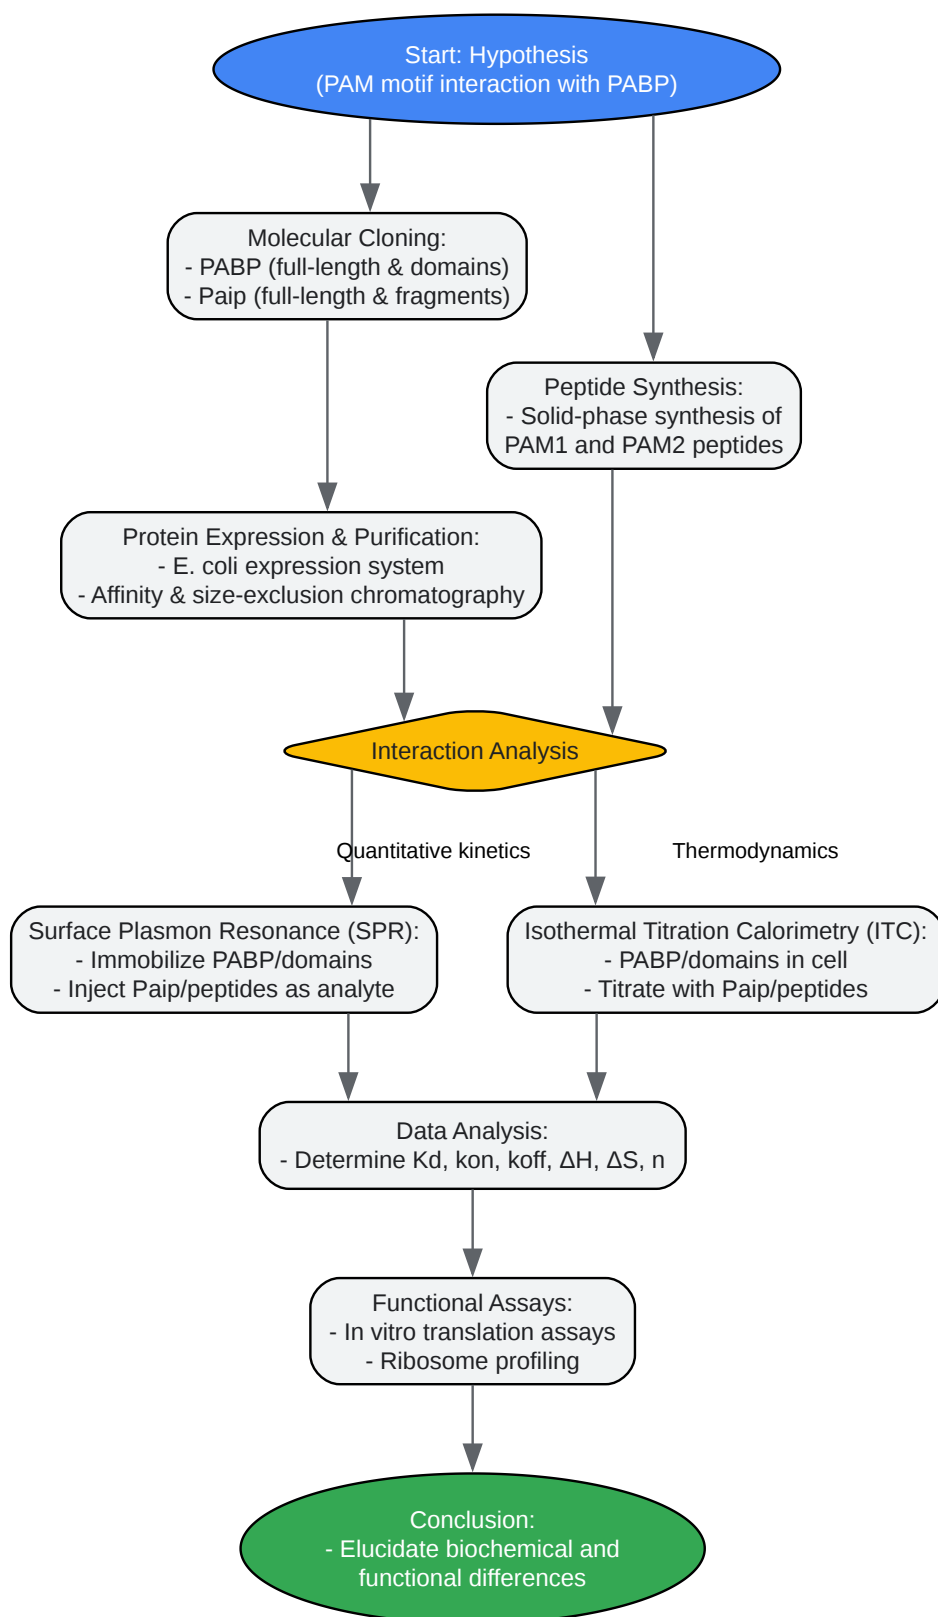 Start: Hypothesis
(PAM motif interaction with PABP)
Molecular Cloning:
- PABP (full-length & domains)
- Paip (full-length & fragments)
Peptide Synthesis:
- Solid-phase synthesis of
PAM1 and PAM2 peptides
Protein Expression & Purification:
- E. coli expression system
- Affinity & size-exclusion chromatography
Interaction Analysis
Quantitative kinetics
Thermodynamics
Surface Plasmon Resonance (SPR):
- Immobilize PABP/domains
- Inject Paip/peptides as analyte
Isothermal Titration Calorimetry (ITC):
- PABP/domains in cell
- Titrate with Paip/peptides
Data Analysis:
- Determine Kd, kon, koff, ΔH, ΔS, n
Functional Assays:
- In vitro translation assays
- Ribosome profiling
Conclusion:
- Elucidate biochemical and
functional differences